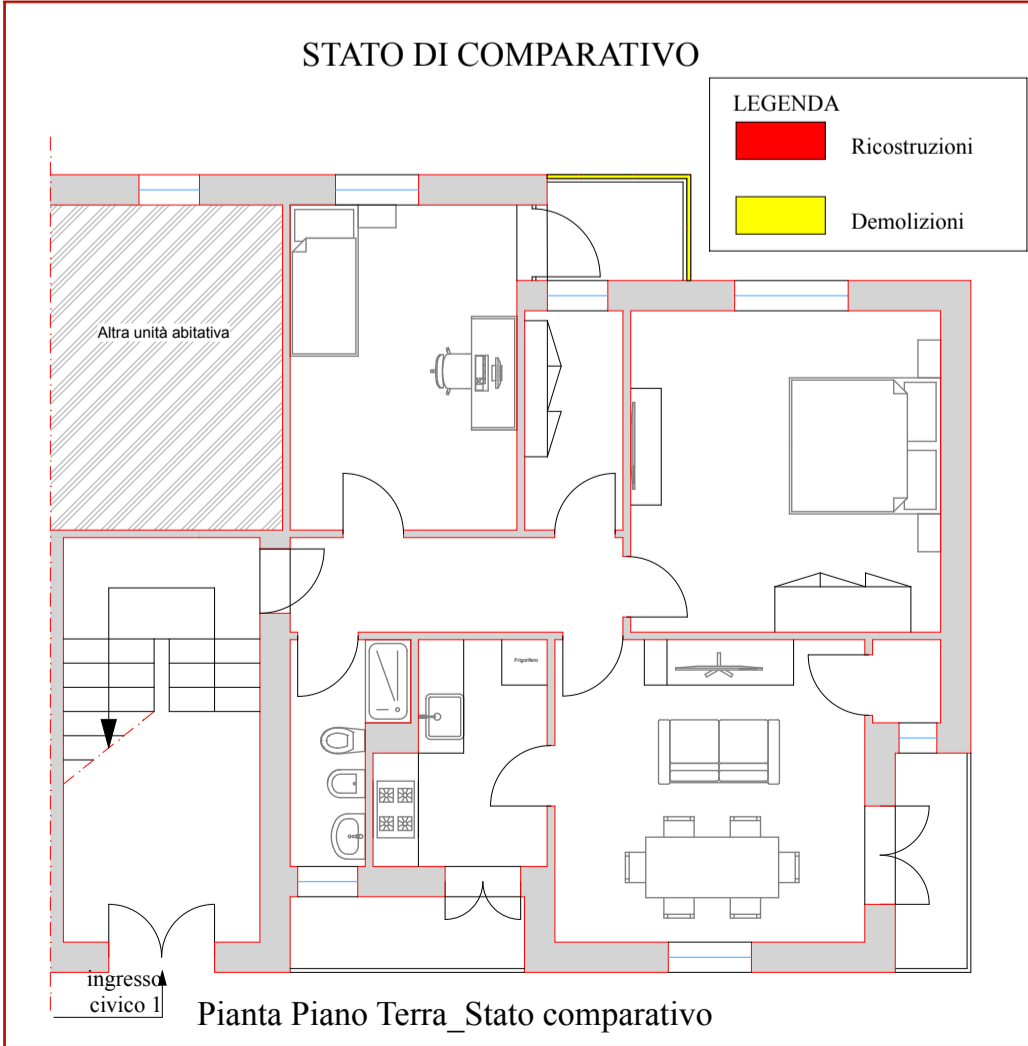 STATO DI COMPARATIVO
LEGENDA
Ricostruzioni
Demolizioni
Altra unità abitativa
Frigorifero
ingresso
civico 1
Pianta Piano Terra_Stato comparativo